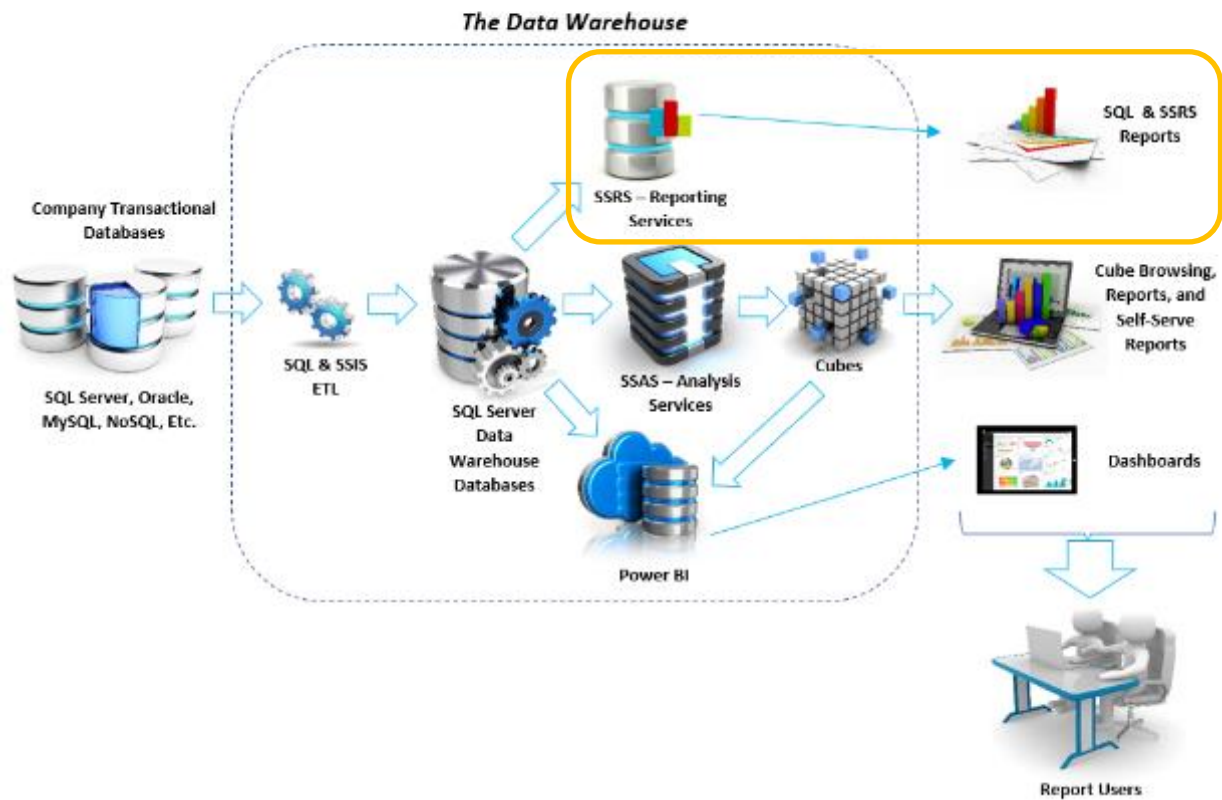 The Data Warehouse
SQL & SSRS
Reports
SSRS – Reporting
Services
Company Transactional
Databases
Cube Browsing,
Reports, and
Self-Serve
Reports
SQL & SSIS
ETL
Cubes
SSAS – Analysis
Services
SQL Server, Oracle,
MySQL, NoSQL, Etc.
SQL Server
Data
Warehouse
Databases
Dashboards
Power BI
Report Users